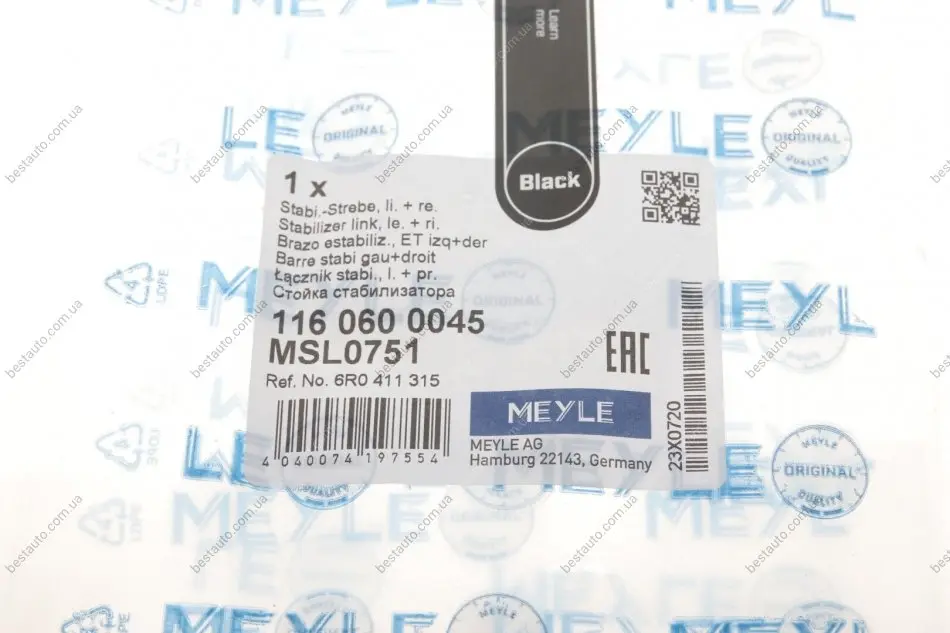 Learn
more
Black
1 x
Stabi.-Strebe, li. + re.
Stabilizer link, le. + ri.
Brazo estabiliz., ET izq+der
Barre stabi gau+droit
Łącznik stabi., l. + pr.
Стойка стабилизатора
116 060 0045
MSL0751
Ref. No. 6R0 411 315
4 040074 197554
EAC
MEYLE
MEYLE AG
Hamburg 22143, Germany
23X0720
MEYLE
MEYLE
ORIGINAL
QUALITY
bestauto.com.ua